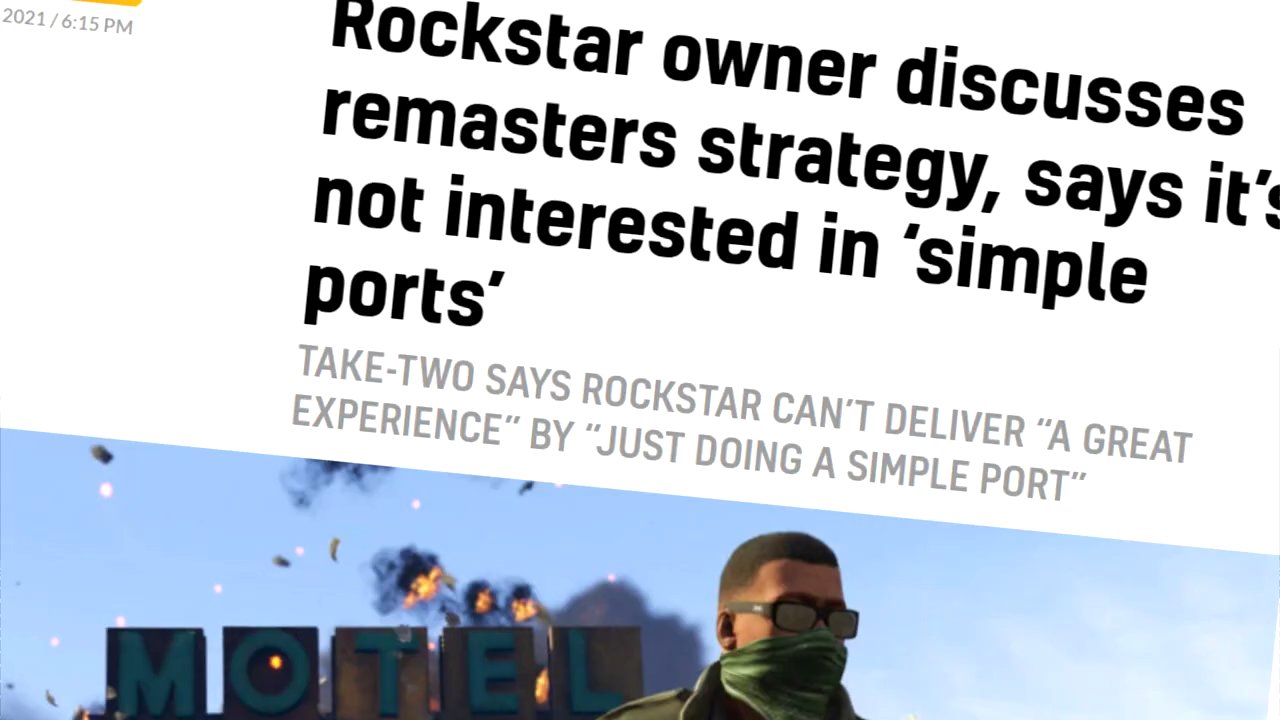 2021 / 6:15 PM
Rockstar owner discusses
remasters strategy, says it’s
not interested in ‘simple
ports’
TAKE-TWO SAYS ROCKSTAR CAN’T DELIVER “A GREAT
EXPERIENCE” BY “JUST DOING A SIMPLE PORT”
MOTEL